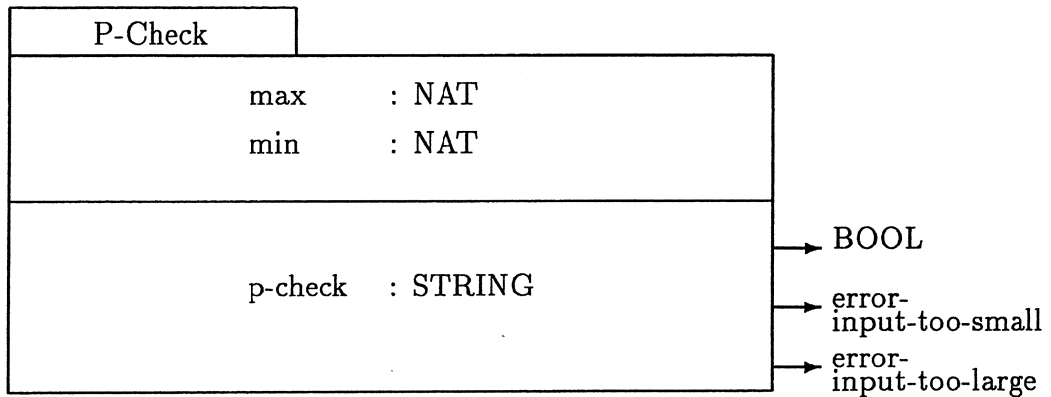 P-Check
max : NAT
min : NAT
BOOL
p-check : STRING
error-
input-too-small
error-
input-too-large